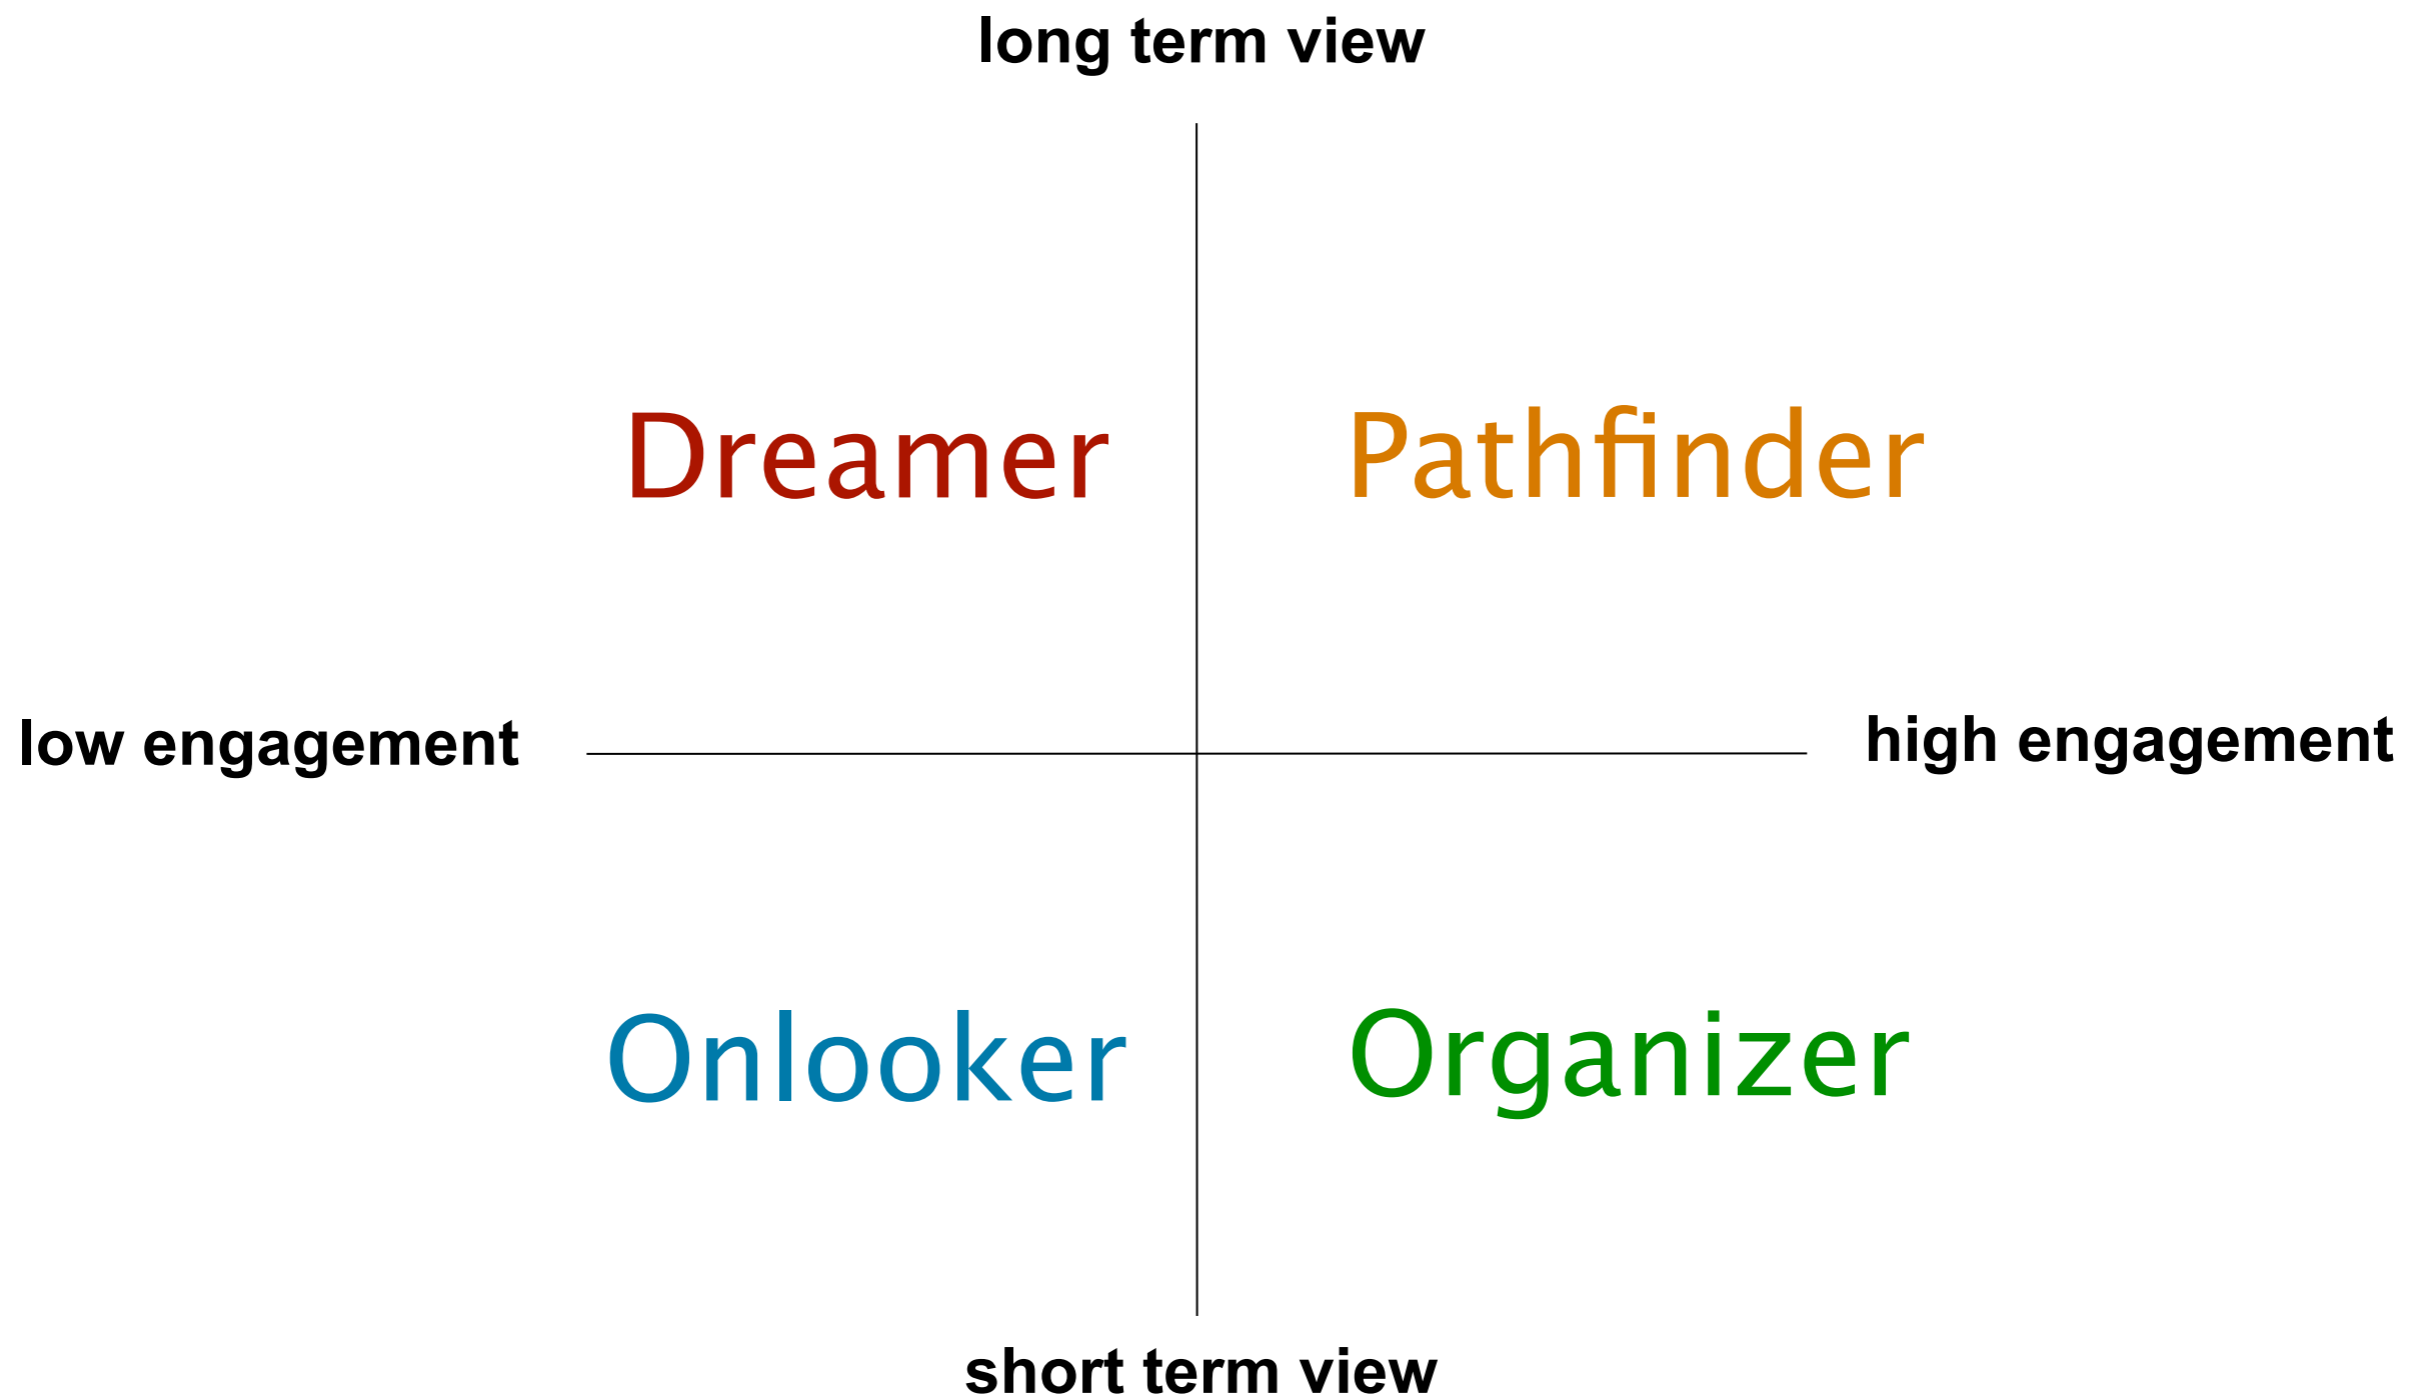 long term view
Dreamer
Pathfinder
low engagement
high engagement
Onlooker
Organizer
short term view